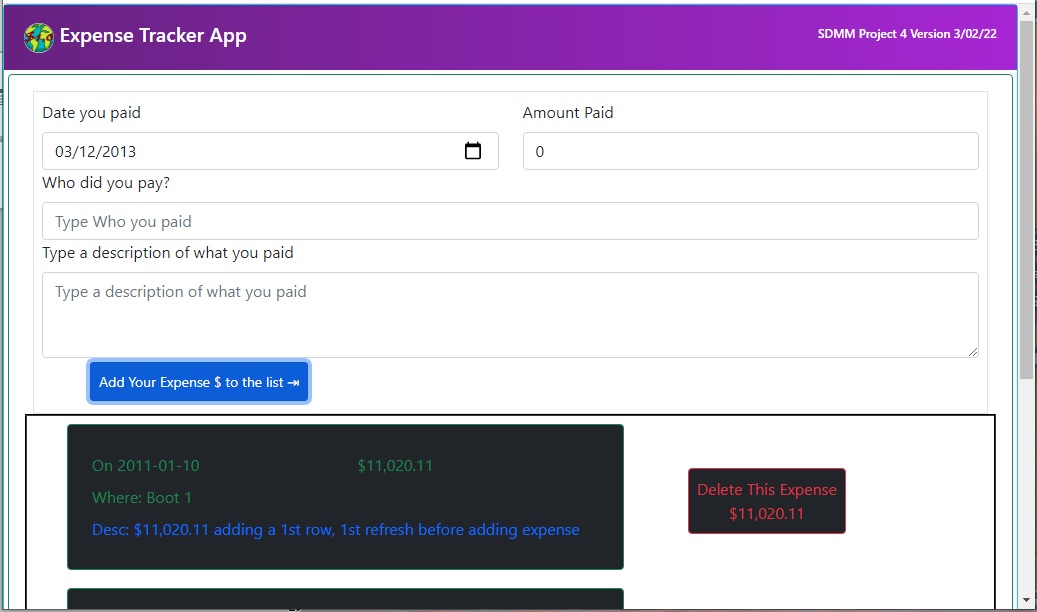 Expense Tracker App
SDMM Project 4 Version 3/02/22
Date you paid
Amount Paid
03/12/2013
0
Who did you pay?
Type Who you paid
Type a description of what you paid
Type a description of what you paid
Add Your Expense $ to the list ⇥
On 2011-01-10
$11,020.11
Where: Boot 1
Desc: $11,020.11 adding a 1st row, 1st refresh before adding expense
Delete This Expense
$11,020.11